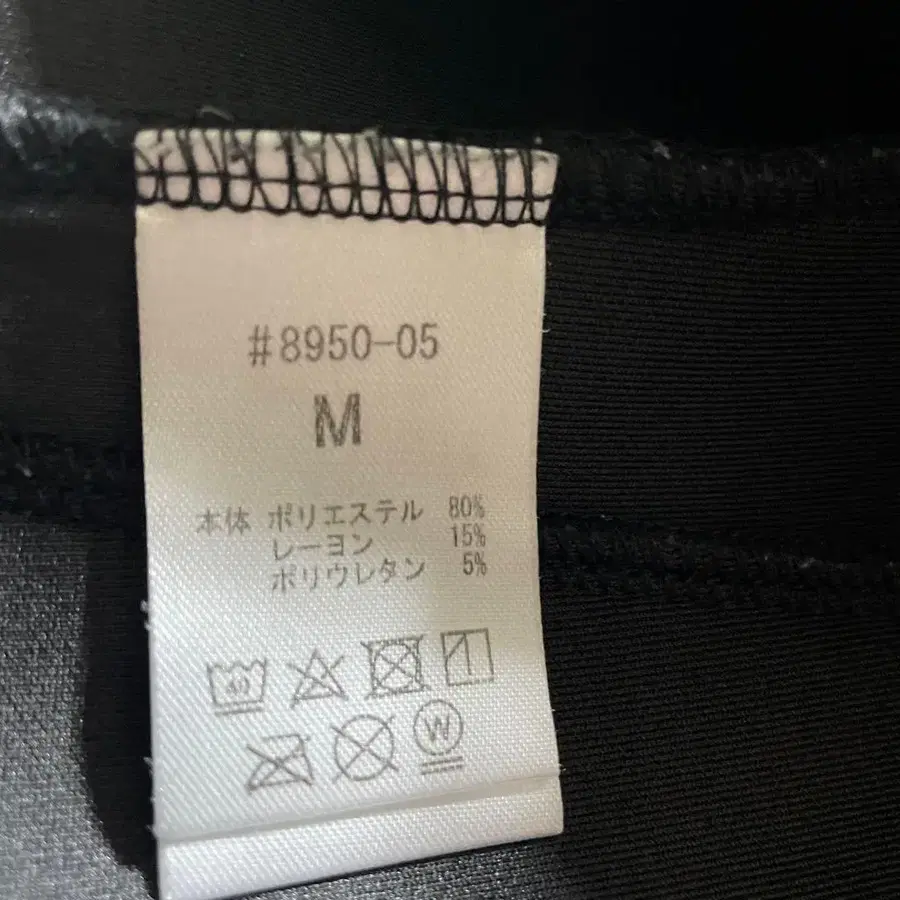 #8950-05
M
本体 ポリエステル 80%
レーヨン 15%
ポリウレタン 5%
40
W